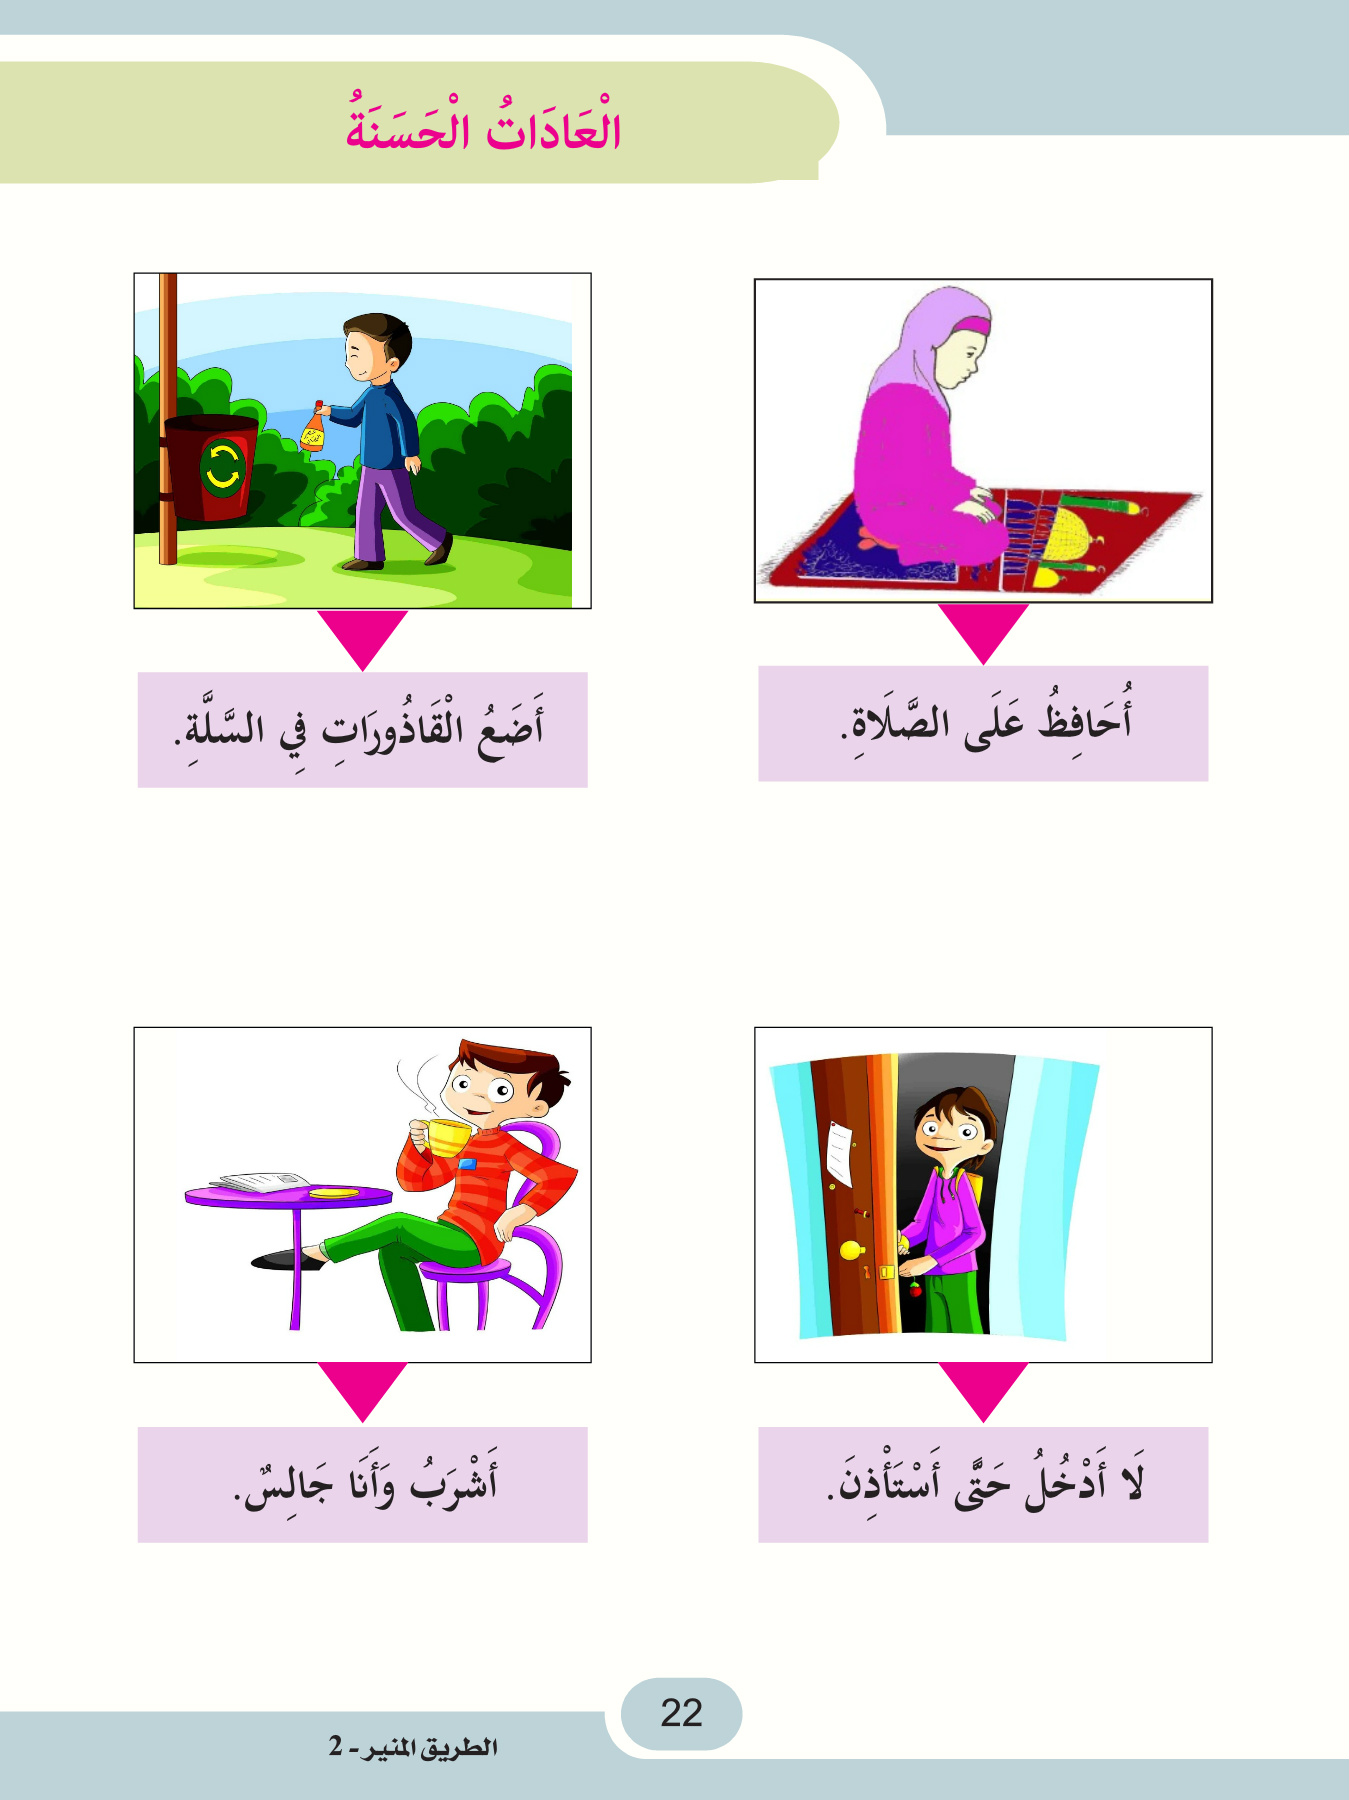 الْعَادَاتُ الْحَسَنَةُ
أُحَافِظُ عَلَى الصَّلَاةِ.
أَضَعُ الْقَاذُورَاتِ فِي السَّلَّةِ.
لَا أَدْخُلُ حَتَّى أَسْتَأْذِنَ.
أَشْرَبُ وَأَنَا جَالِسٌ.
22
الطريق المنير - 2